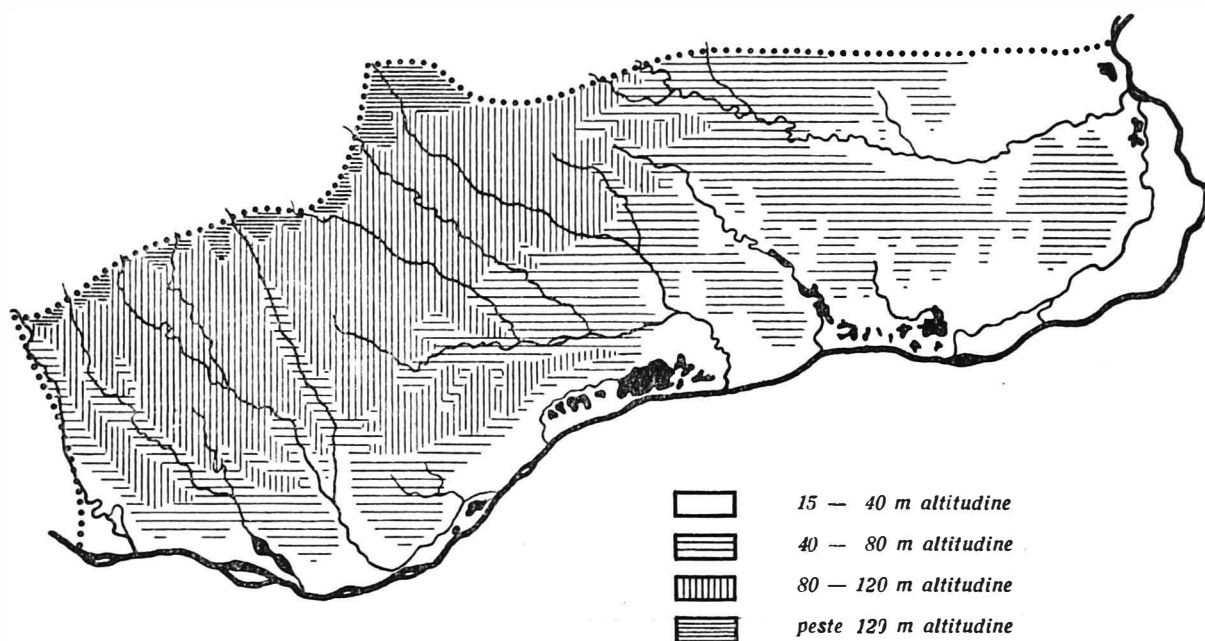 15 — 40 m altitudine
40 — 80 m altitudine
80 — 120 m altitudine
peste 120 m altitudine